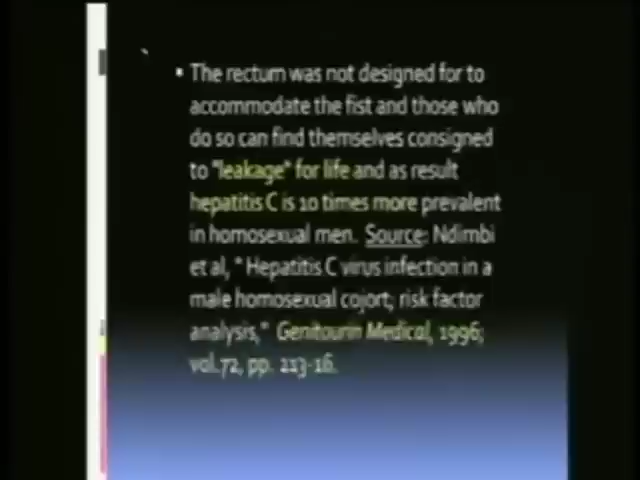 The rectum was not designed for to
accommodate the fist and those who
do so can find themselves consigned
to "leakage" for life and as result
hepatitis C is 10 times more prevalent
in homosexual men. Source: Ndimbi
et al, " Hepatitis C virus infection in a
male homosexual cojort; risk factor
analysis," Genitourin Medical, 1996;
vol.72, pp. 213-16.